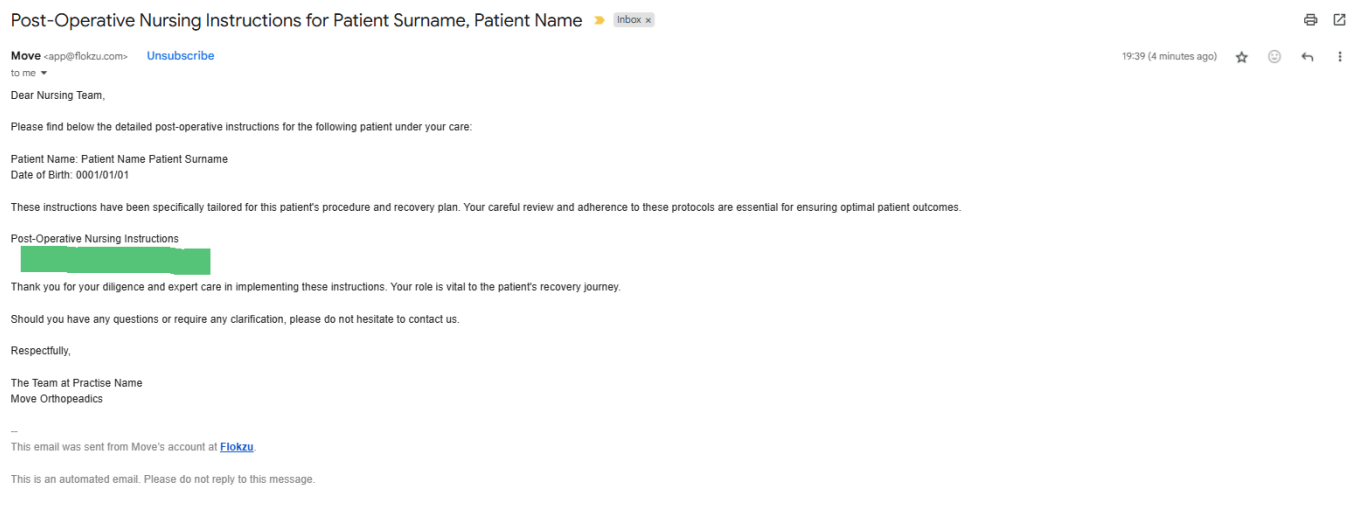 Post-Operative Nursing Instructions for Patient Surname, Patient Name Inbox ×
Move <app@flokzu.com> Unsubscribe 19:39 (4 minutes ago)
to me
Dear Nursing Team,
Please find below the detailed post-operative instructions for the following patient under your care:
Patient Name: Patient Name Patient Surname
Date of Birth: 0001/01/01
These instructions have been specifically tailored for this patient's procedure and recovery plan. Your careful review and adherence to these protocols are essential for ensuring optimal patient outcomes.
Post-Operative Nursing Instructions
Thank you for your diligence and expert care in implementing these instructions. Your role is vital to the patient's recovery journey.
Should you have any questions or require any clarification, please do not hesitate to contact us.
Respectfully,
The Team at Practise Name
Move Orthopeadics
--
This email was sent from Move's account at Flokzu.
This is an automated email. Please do not reply to this message.